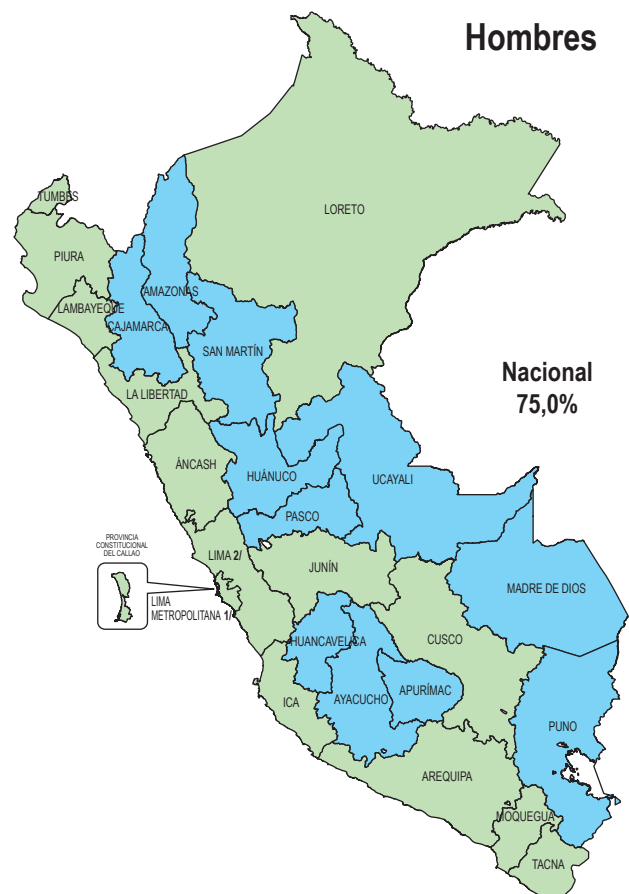 Hombres
LORETO
TUMBES
PIURA
LAMBAYEQUE
AMAZONAS
CAJAMARCA
SAN MARTÍN
LA LIBERTAD
Nacional
75,0%
ÁNCASH
HUÁNUCO
UCAYALI
PASCO
PROVINCIA
CONSTITUCIONAL
DEL CALLAO
LIMA 2/
JUNÍN
LIMA
METROPOLITANA 1/
MADRE DE DIOS
HUANCAVELICA
CUSCO
ICA
AYACUCHO
APURÍMAC
PUNO
AREQUIPA
MOQUEGUA
TACNA